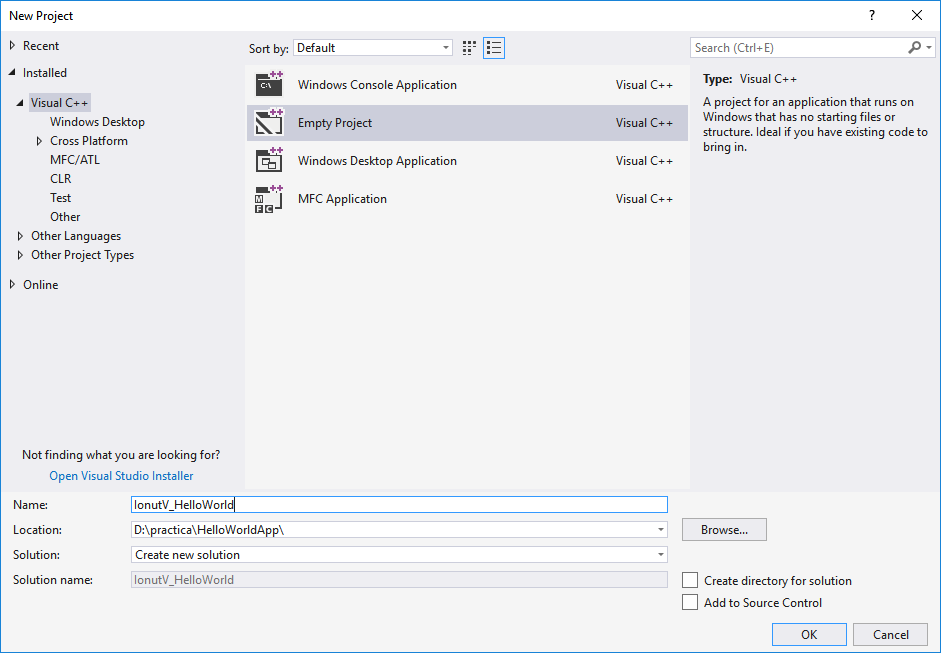 New Project
?
Recent
Installed
Visual C++
Windows Desktop
Cross Platform
MFC/ATL
CLR
Test
Other
Other Languages
Other Project Types
Online
Not finding what you are looking for?
Open Visual Studio Installer
Sort by: Default
Windows Console Application Visual C++
Empty Project Visual C++
Windows Desktop Application Visual C++
MFC Application Visual C++
Search (Ctrl+E)
Type: Visual C++
A project for an application that runs on
Windows that has no starting files or
structure. Ideal if you have existing code to
bring in.
Name: IonutV_HelloWorld
Location: D:\practica\HelloWorldApp\ Browse...
Solution: Create new solution
Solution name: IonutV_HelloWorld
Create directory for solution
Add to Source Control
OK Cancel